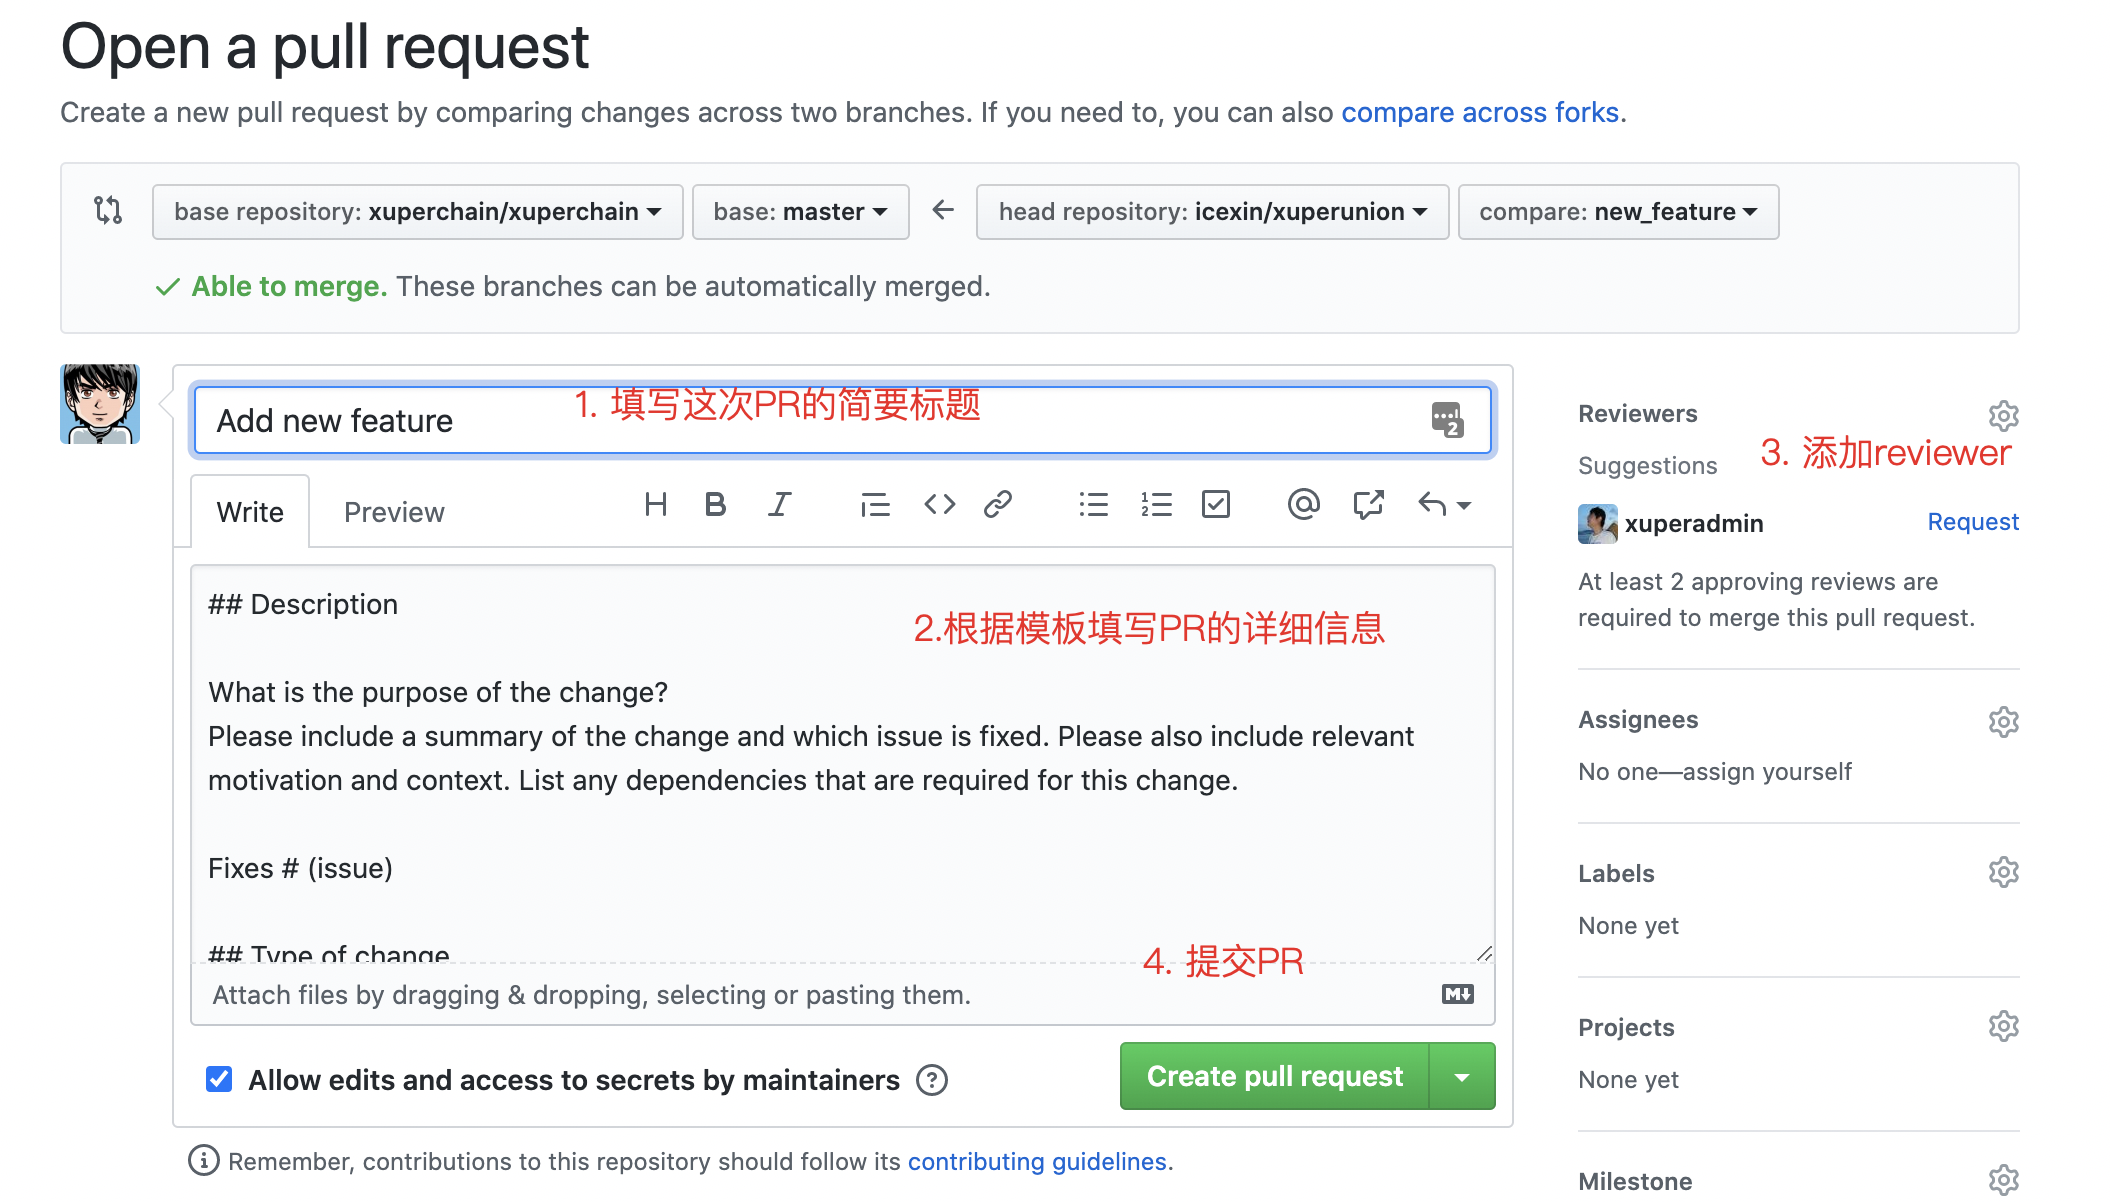 Open a pull request
Create a new pull request by comparing changes across two branches. If you need to, you can also compare across forks.
base repository: xuperchain/xuperchain
base: master
head repository: icexin/xuperunion
compare: new_feature
Able to merge. These branches can be automatically merged.
Add new feature
1. 填写这次PR的简要标题
2
Write
Preview
H B I
## Description
2.根据模板填写PR的详细信息
What is the purpose of the change?
Please include a summary of the change and which issue is fixed. Please also include relevant
motivation and context. List any dependencies that are required for this change.
Fixes # (issue)
## Type of change
4. 提交PR
Attach files by dragging & dropping, selecting or pasting them.
M
Allow edits and access to secrets by maintainers ?
Create pull request
Remember, contributions to this repository should follow its contributing guidelines.
Reviewers
3. 添加reviewer
Suggestions
xuperadmin
Request
At least 2 approving reviews are
required to merge this pull request.
Assignees
No one—assign yourself
Labels
None yet
Projects
None yet
Milestone